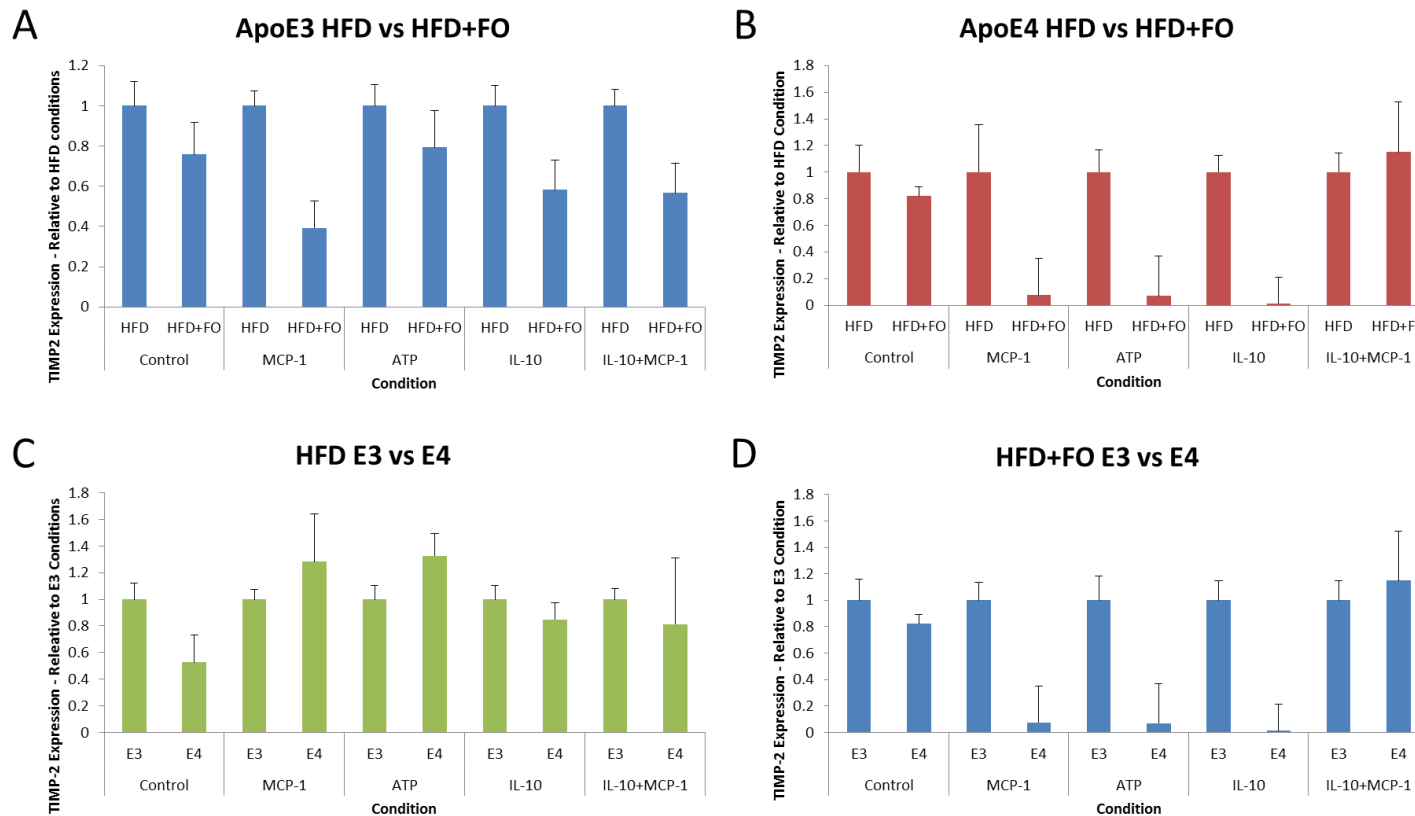 A
ApoE3 HFD vs HFD+FO
TIMP2 Expression - Relative to HFD conditions
1.2
1
0.8
0.6
0.4
0.2
0
HFD HFD+FO HFD HFD+FO HFD HFD+FO HFD HFD+FO HFD HFD+FO
Control MCP-1 ATP IL-10 IL-10+MCP-1
Condition
B
ApoE4 HFD vs HFD+FO
TIMP2 Expression - Relative to HFD Condition
1.8
1.6
1.4
1.2
1
0.8
0.6
0.4
0.2
0
HFD HFD+FO HFD HFD+FO HFD HFD+FO HFD HFD+FO HFD HFD+F
Control MCP-1 ATP IL-10 IL-10+MCP-1
Condition
C
HFD E3 vs E4
TIMP-2 Expression - Releative to E3 Conditions
1.8
1.6
1.4
1.2
1
0.8
0.6
0.4
0.2
0
E3 E4 E3 E4 E3 E4 E3 E4 E3 E4
Control MCP-1 ATP IL-10 IL-10+MCP-1
Condition
D
HFD+FO E3 vs E4
TIMP-2 Expression - Relative to E3 Condition
1.8
1.6
1.4
1.2
1
0.8
0.6
0.4
0.2
0
E3 E4 E3 E4 E3 E4 E3 E4 E3 E4
Control MCP-1 ATP IL-10 IL-10+MCP-1
Condition